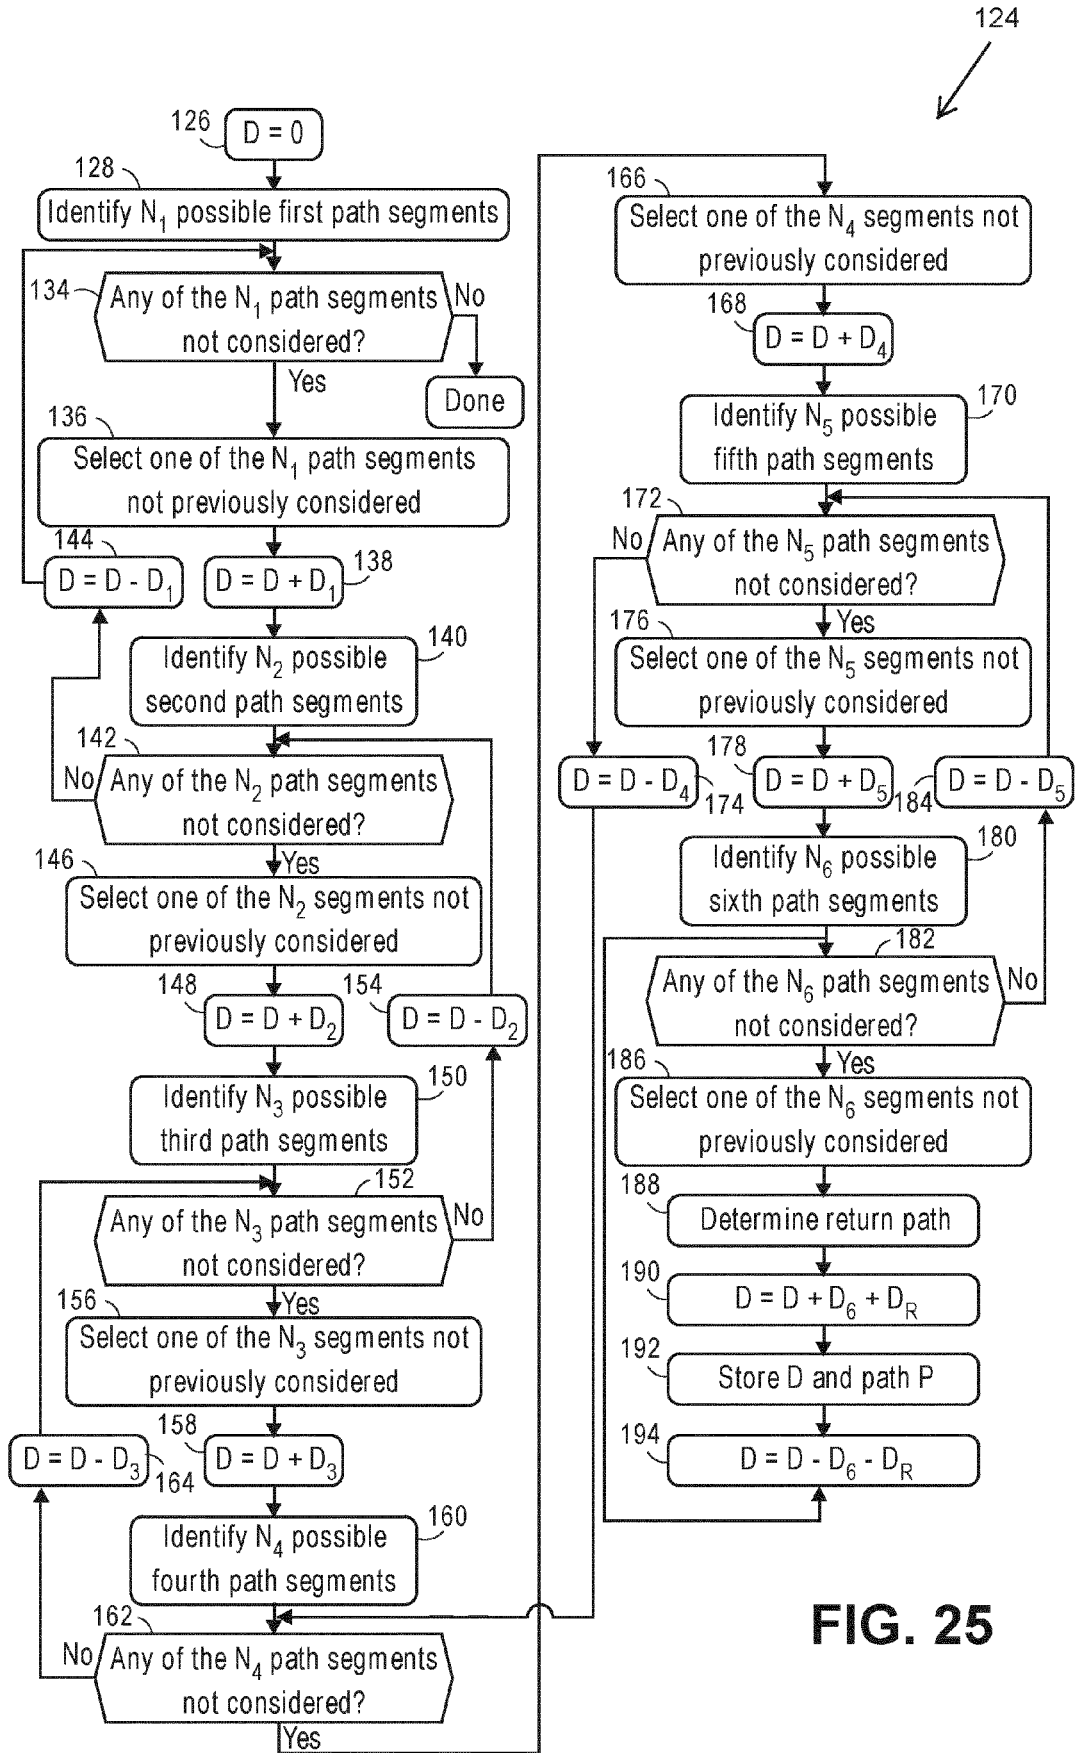 124
126
D = 0
128
Identify N1 possible first path segments
134
Any of the N1 path segments
not considered?
No
Yes
Done
136
Select one of the N1 path segments
not previously considered
144
D = D - D1
D = D + D1
138
Identify N2 possible
second path segments
140
142
No
Any of the N2 path segments
not considered?
Yes
146
Select one of the N2 segments not
previously considered
148
D = D + D2
154
D = D - D2
150
Identify N3 possible
third path segments
152
Any of the N3 path segments
not considered?
No
Yes
156
Select one of the N3 segments not
previously considered
D = D - D3
164
158
D = D + D3
Identify N4 possible
fourth path segments
160
162
No
Any of the N4 path segments
not considered?
Yes
166
Select one of the N4 segments not
previously considered
168
D = D + D4
Identify N5 possible
fifth path segments
170
172
No
Any of the N5 path segments
not considered?
Yes
176
Select one of the N5 segments not
previously considered
D = D - D4
174
178
D = D + D5
184
D = D - D5
Identify N6 possible
sixth path segments
180
182
Any of the N6 path segments
not considered?
No
Yes
186
Select one of the N6 segments not
previously considered
188
Determine return path
190
D = D + D6 + DR
192
Store D and path P
194
D = D - D6 - DR
FIG. 25